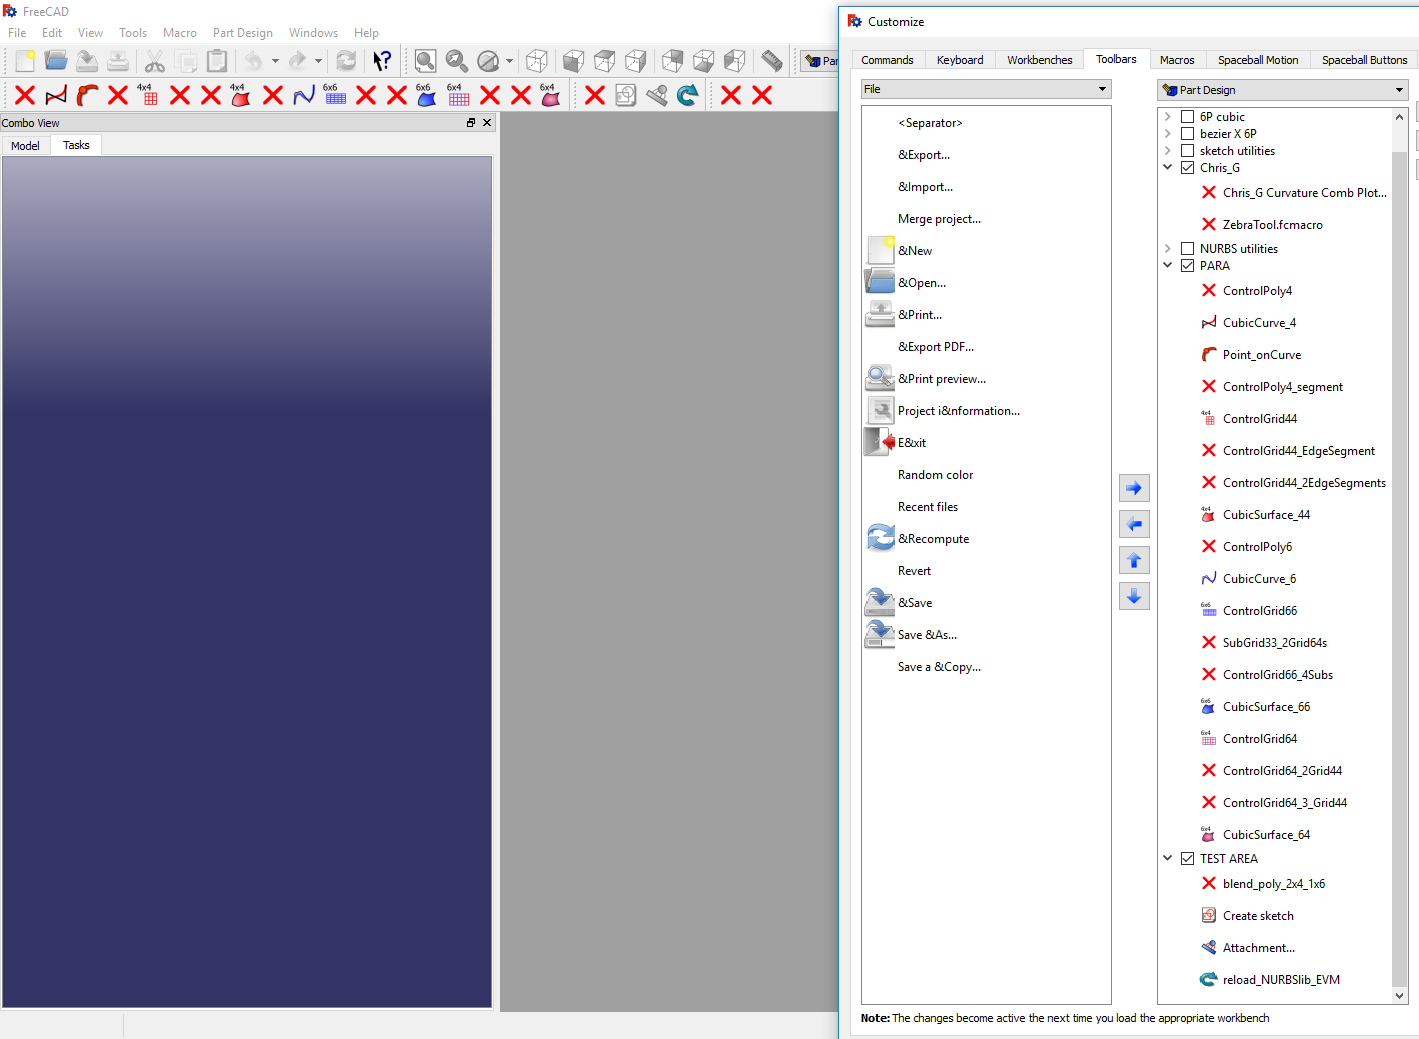 FreeCAD
File Edit View Tools Macro Part Design Windows Help
Par
4x4 4x4 6x6 6x6 6x4 6x4
Combo View
Model Tasks
Customize
Commands Keyboard Workbenches Toolbars Macros Spaceball Motion Spaceball Buttons
File
<Separator>
&Export...
&Import...
Merge project...
&New
&Open...
&Print...
&Export PDF...
&Print preview...
Project i&nformation...
E&xit
Random color
Recent files
&Recompute
Revert
&Save
Save &As...
Save a &Copy...
Part Design
6P cubic
bezier X 6P
sketch utilities
Chris_G
Chris_G Curvature Comb Plot...
ZebraTool.fcmacro
NURBS utilities
PARA
ControlPoly4
CubicCurve_4
Point_onCurve
ControlPoly4_segment
4x4 ControlGrid44
ControlGrid44_EdgeSegment
ControlGrid44_2EdgeSegments
4x4 CubicSurface_44
ControlPoly6
CubicCurve_6
6x6 ControlGrid66
SubGrid33_2Grid64s
ControlGrid66_4Subs
6x6 CubicSurface_66
6x4 ControlGrid64
ControlGrid64_2Grid44
ControlGrid64_3_Grid44
6x4 CubicSurface_64
TEST AREA
blend_poly_2x4_1x6
Create sketch
Attachment...
reload_NURBSlib_EVM
Note: The changes become active the next time you load the appropriate workbench